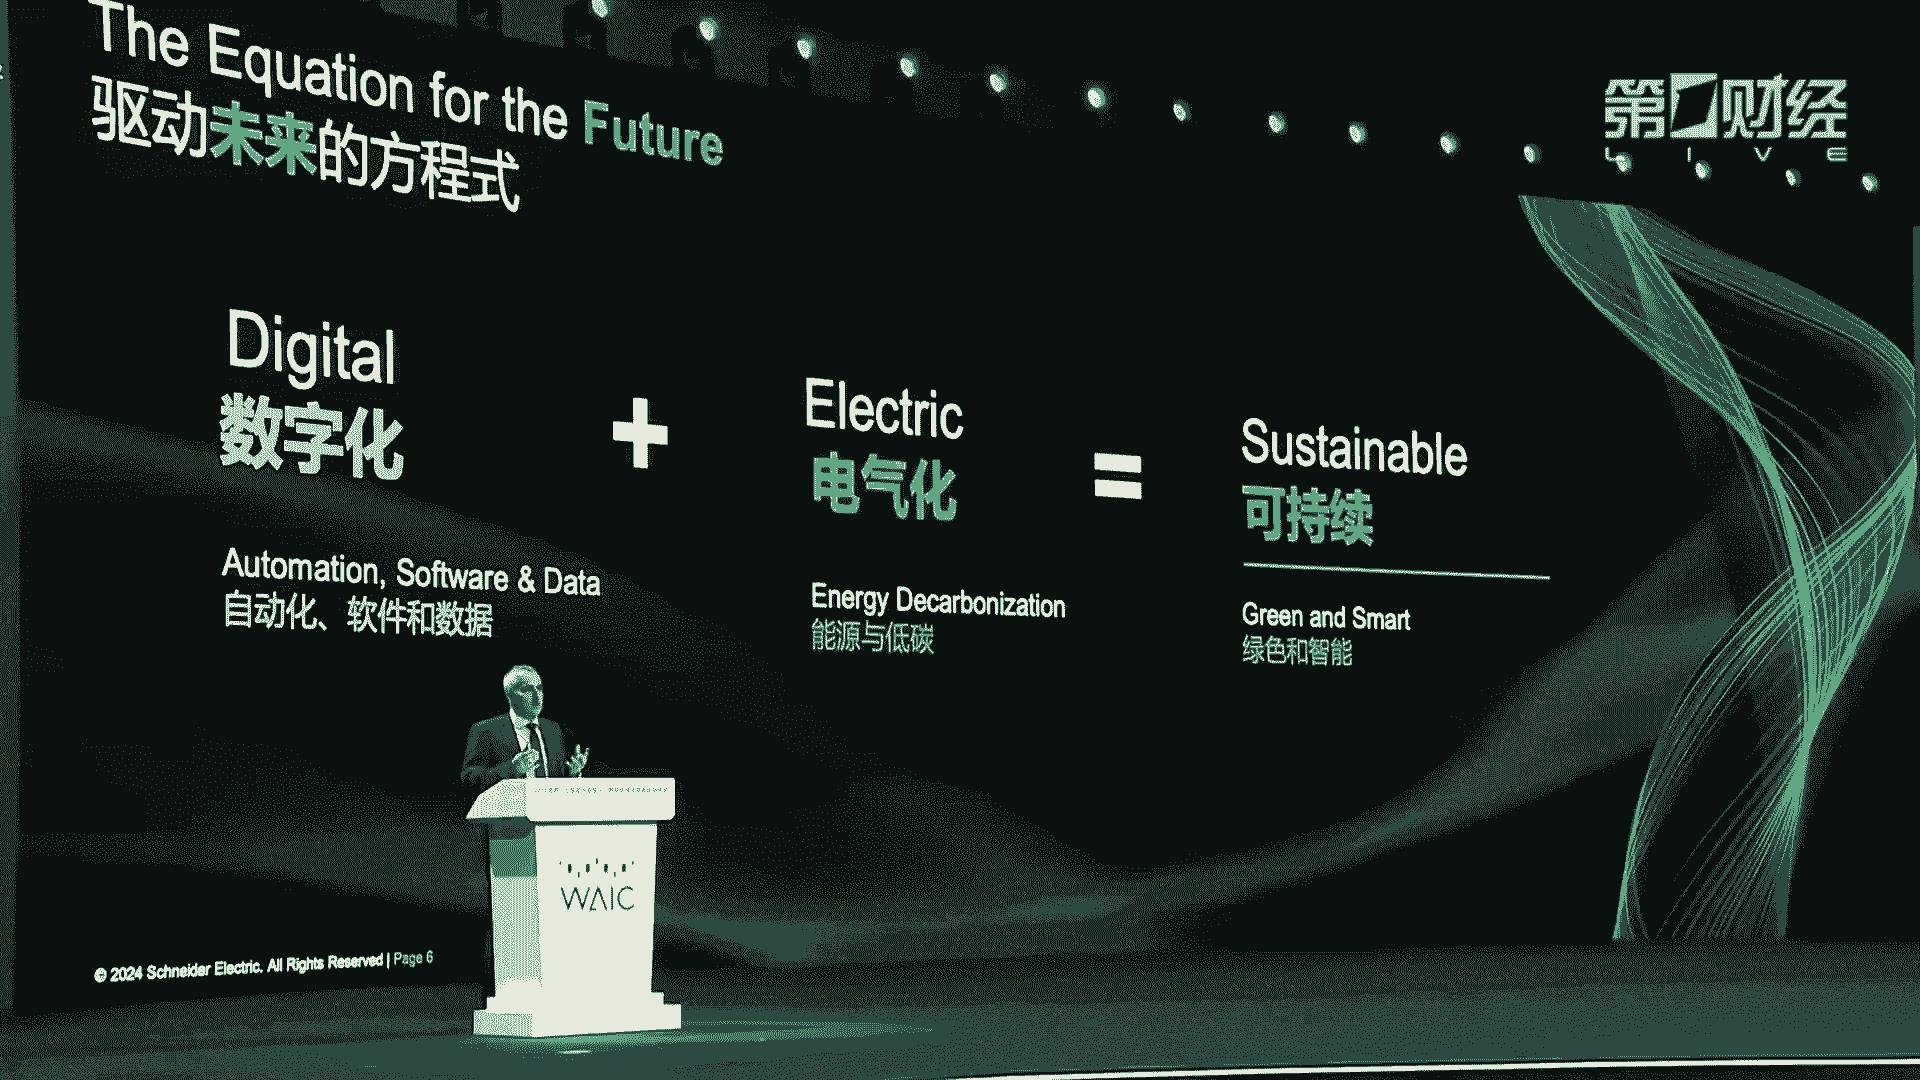 The Equation for the Future
驱动未来的方程式
第一财经
LIVE
Digital
数字化
+
Electric
电气化
=
Sustainable
可持续
Automation, Software & Data
自动化、软件和数据
Energy Decarbonization
能源与低碳
Green and Smart
绿色和智能
WAIC
© 2024 Schneider Electric. All Rights Reserved | Page 6